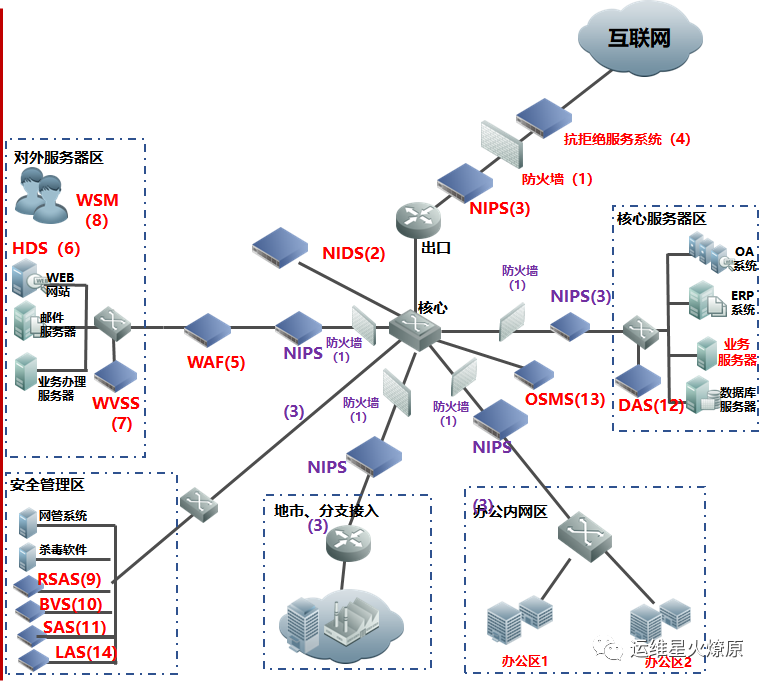 互联网
抗拒绝服务系统（4）
防火墙（1）
NIPS(3)
出口
对外服务器区
WSM
(8)
HDS（6）
WEB
网站
邮件
服务器
业务办理
服务器
WVSS
(7)
WAF(5)
NIPS
防火墙
(1)
NIDS(2)
核心
防火墙
(1)
NIPS(3)
核心服务器区
OA
系统
ERP
系统
业务
服务器
数据库
服务器
DAS(12)
OSMS(13)
防火墙
(1)
NIPS
(3)
防火墙
(1)
NIPS
(3)
(3)
安全管理区
网管系统
杀毒软件
RSAS(9)
BVS(10)
SAS(11)
LAS(14)
地市、分支接入
办公内网区
办公区1
办公区2
运维星火燎原